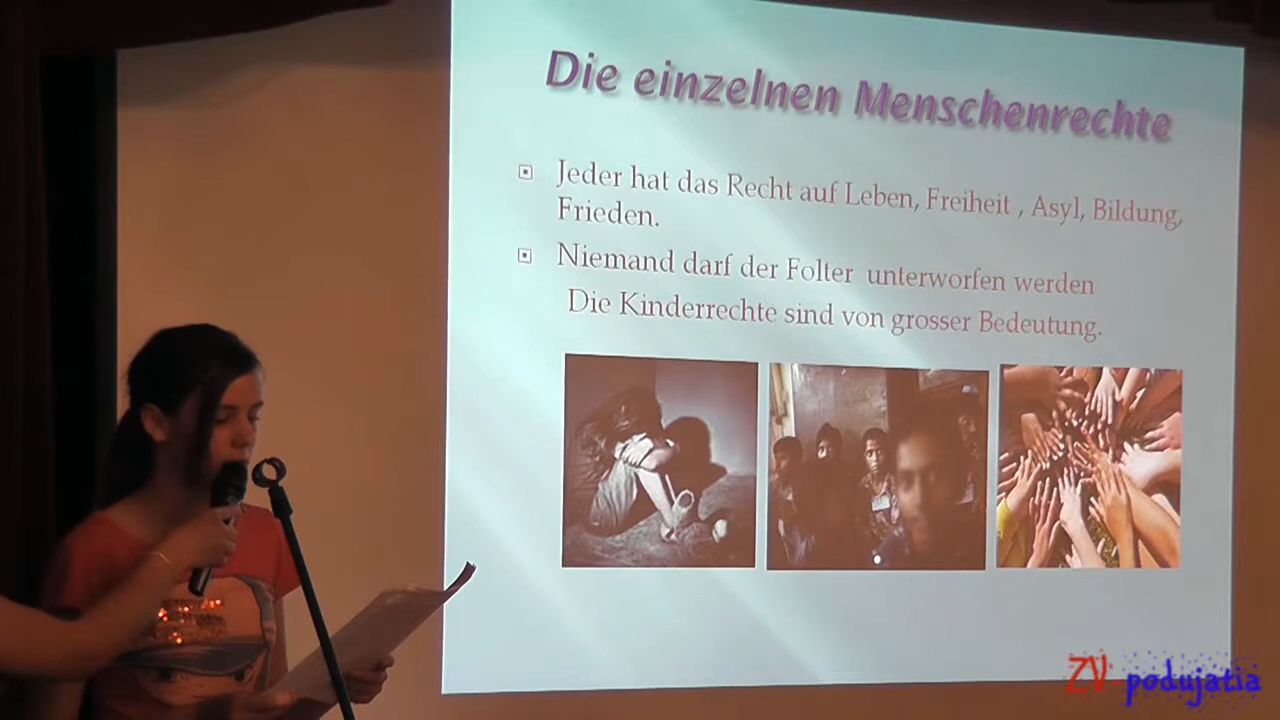 Die einzelnen Menschenrechte
Jeder hat das Recht auf Leben, Freiheit , Asyl, Bildung,
Frieden.
Niemand darf der Folter unterworfen werden
Die Kinderrechte sind von grosser Bedeutung.
ZV-podujatia